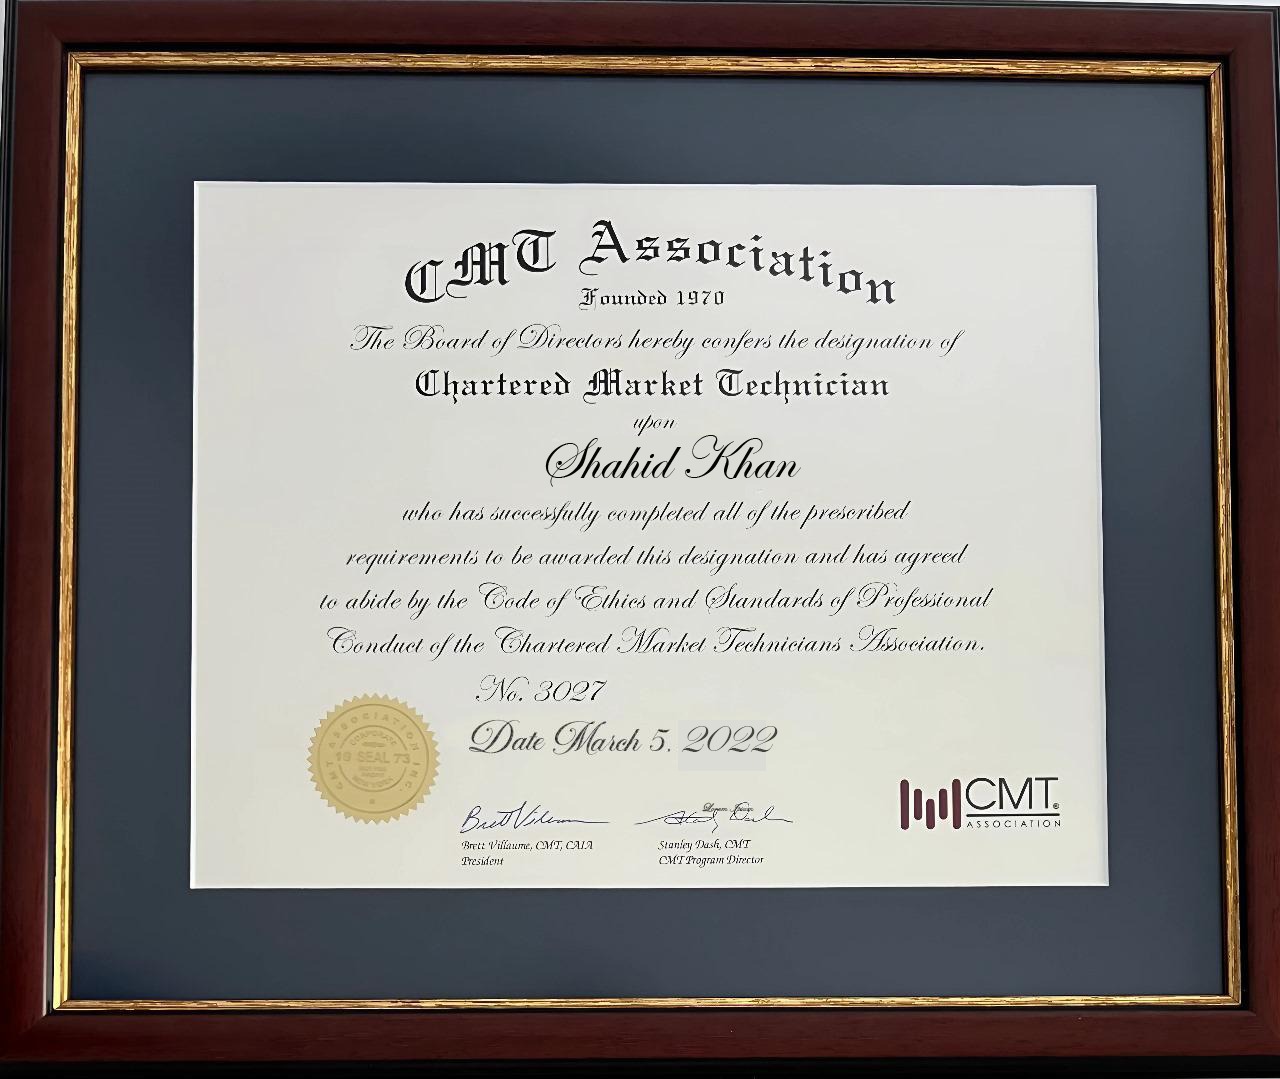 CMT Association
Founded 1970
The Board of Directors hereby confers the designation of
Chartered Market Technician
upon
Shahid Khan
who has successfully completed all of the prescribed
requirements to be awarded this designation and has agreed
to abide by the Code of Ethics and Standards of Professional
Conduct of the Chartered Market Technicians Association.
No. 3027
Date March 5, 2022
CMT ASSOCIATION INC.
CORPORATE
19 SEAL 73
NEW YORK
Lorem Ipsum
Brett Villaume, CMT, CAIA
President
Stanley Dash, CMT
CMT Program Director
CMT®
ASSOCIATION